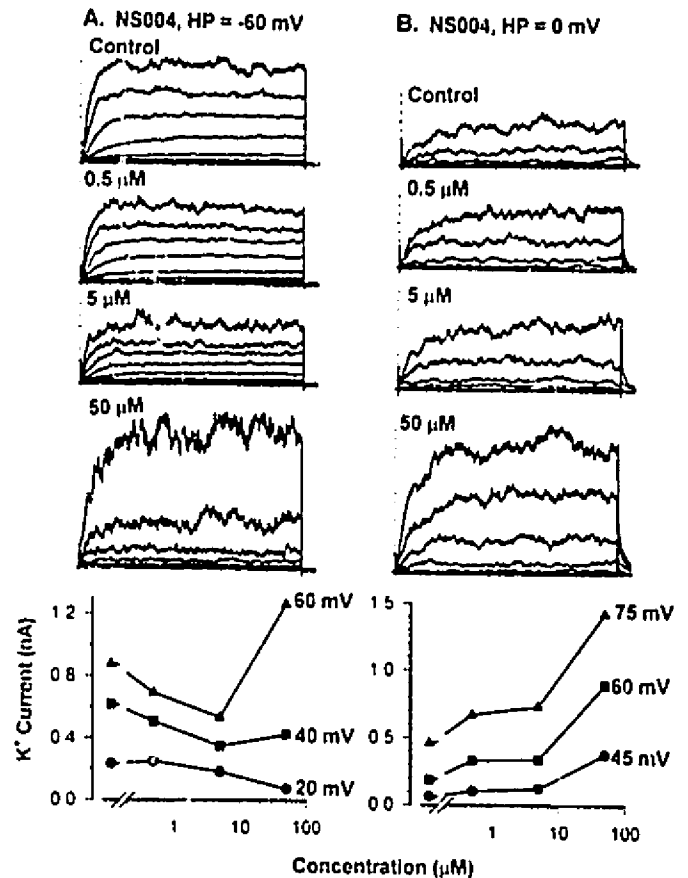 A. NS004, HP = -60 mV
Control
0.5 μM
5 μM
50 μM
B. NS004, HP = 0 mV
Control
0.5 μM
5 μM
50 μM
K+ Current (nA)
1 2
0.8
0.4
0 0
60 mV
40 mV
20 mV
1 10 100
1 5
1 0
0 5
0 0
75 mV
60 mV
45 mV
1 10 100
Concentration (μM)